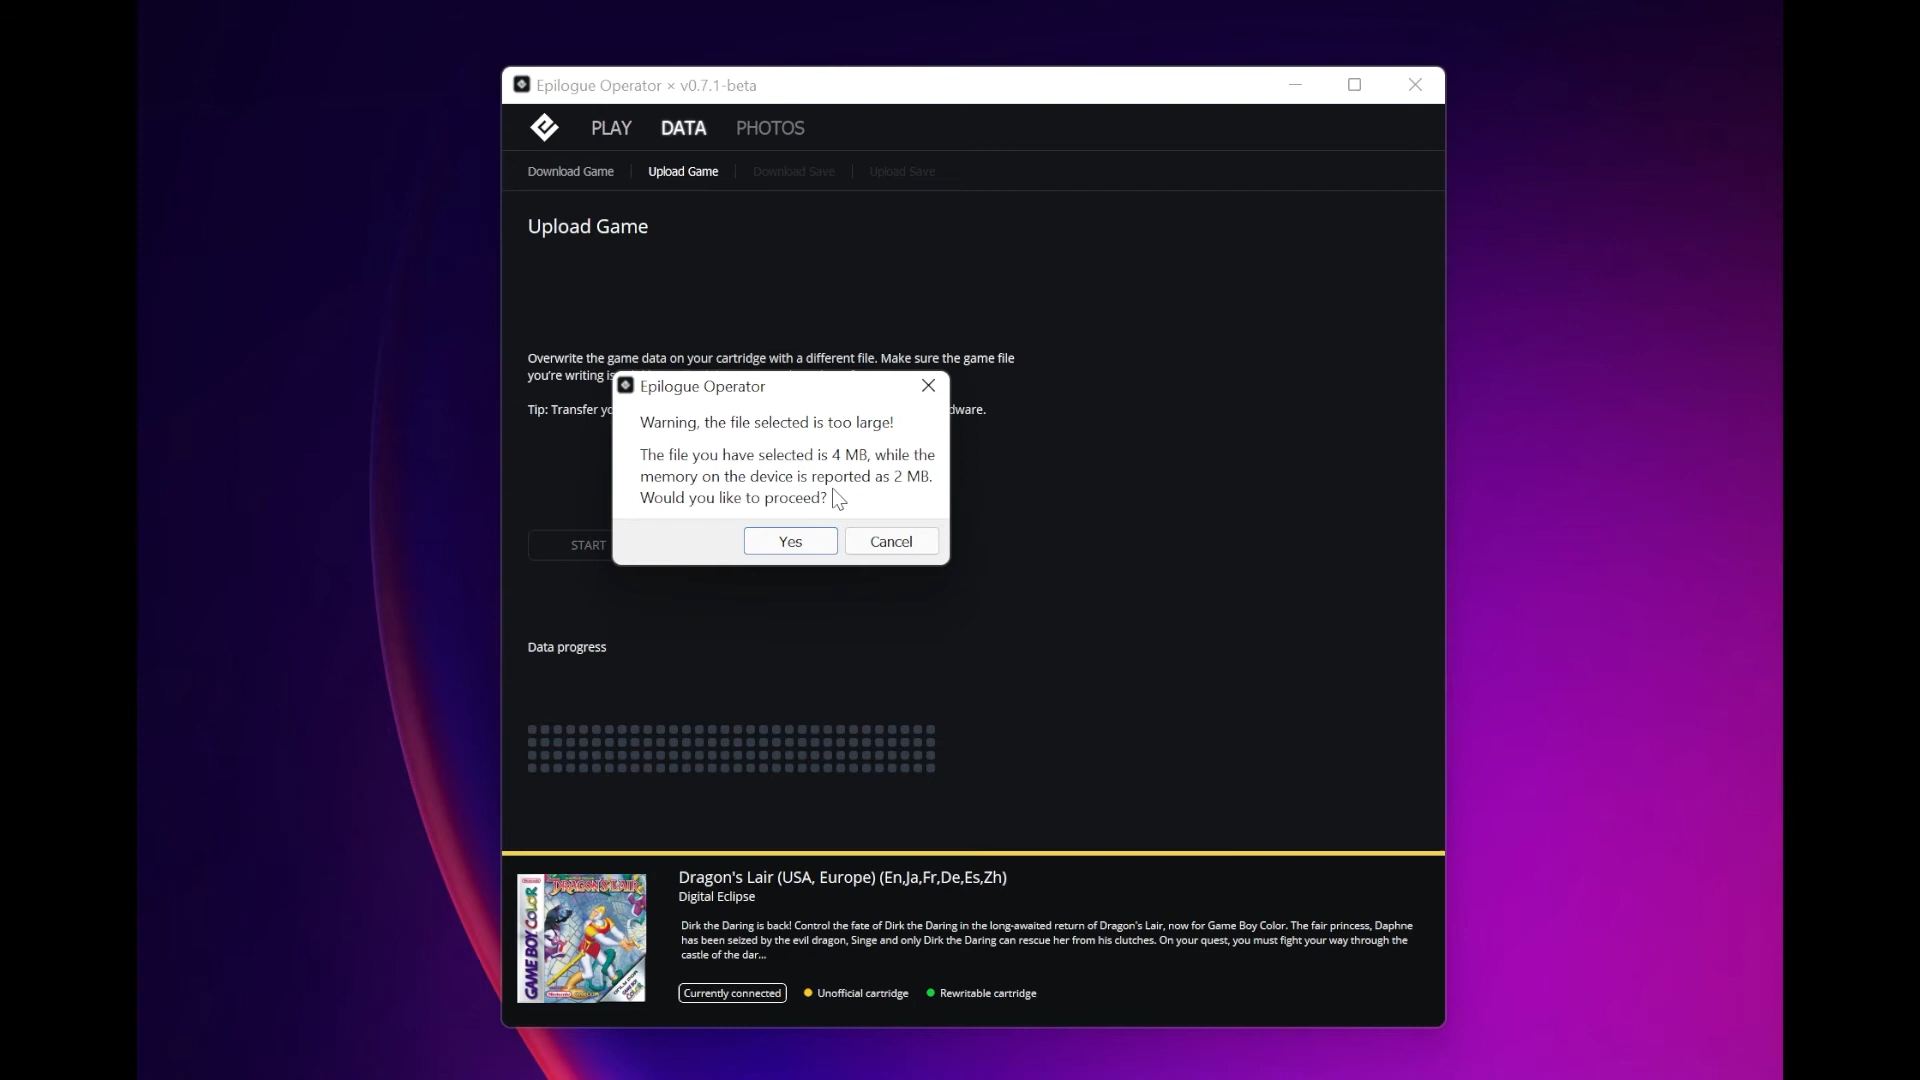 Epilogue Operator × v0.7.1-beta
PLAY DATA PHOTOS
Download Game Upload Game Download Save Upload Save
Upload Game
Overwrite the game data on your cartridge with a different file. Make sure the game file
you're writing is
Tip: Transfer yo dware.
Epilogue Operator
Warning, the file selected is too large!
The file you have selected is 4 MB, while the
memory on the device is reported as 2 MB.
Would you like to proceed?
Yes Cancel
START
Data progress
DRAGON'S LAIR
GAME BOY COLOR
Dragon's Lair (USA, Europe) (En,Ja,Fr,De,Es,Zh)
Digital Eclipse
Dirk the Daring is back! Control the fate of Dirk the Daring in the long-awaited return of Dragon's Lair, now for Game Boy Color. The fair princess, Daphne
has been seized by the evil dragon, Singe and only Dirk the Daring can rescue her from his clutches. On your quest, you must fight your way through the
castle of the dar...
Currently connected Unofficial cartridge Rewritable cartridge